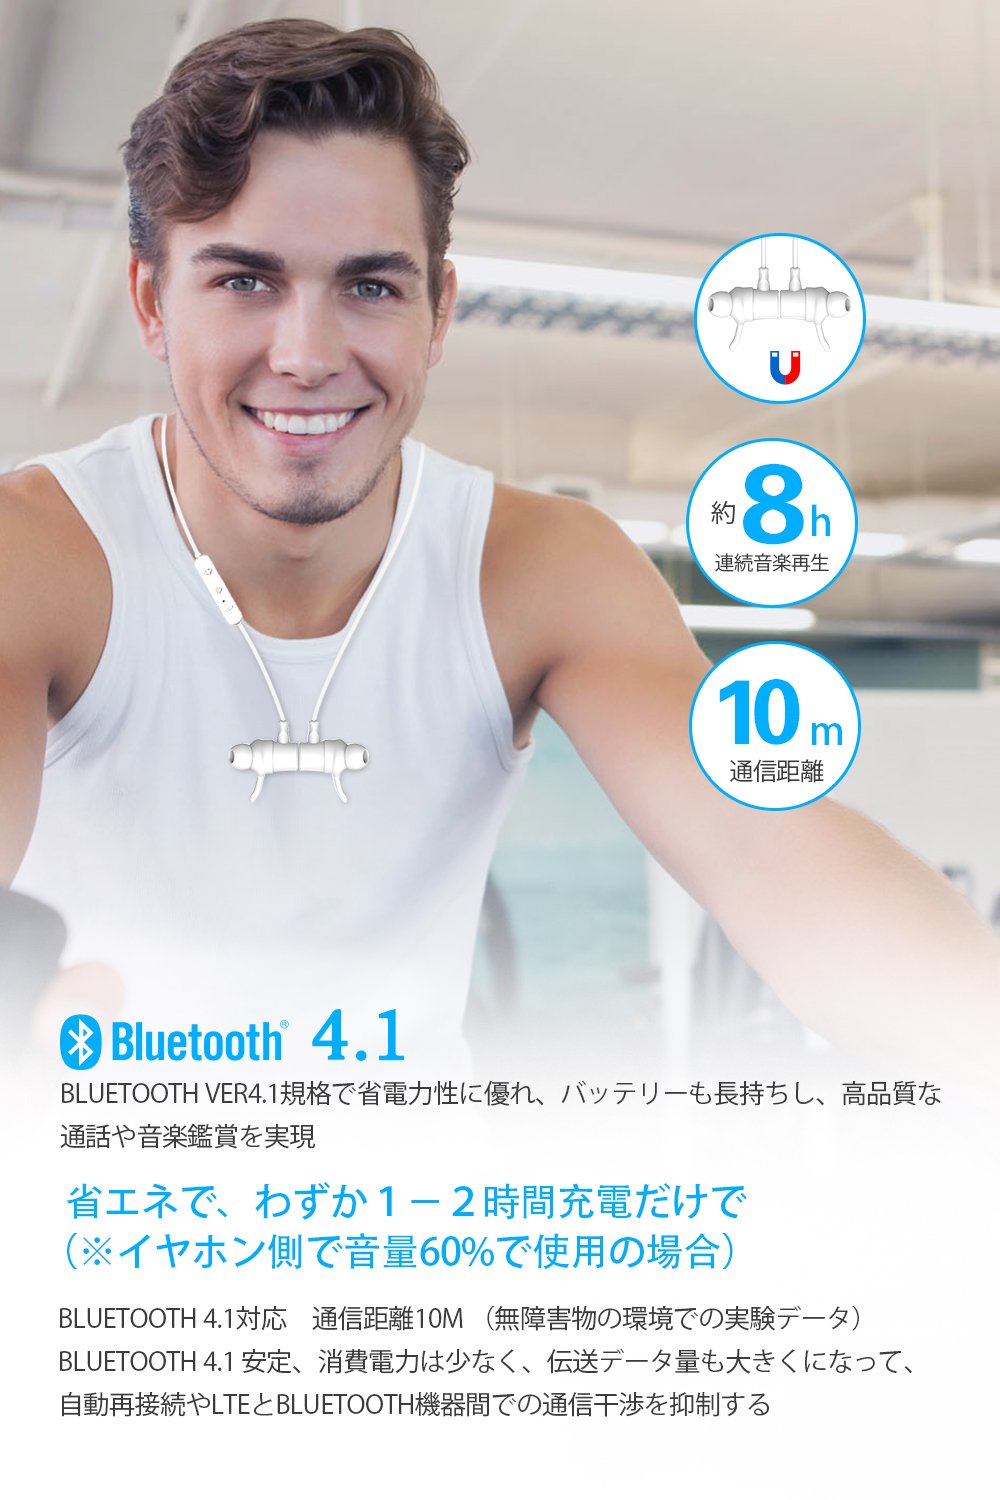 約8h
連続音楽再生
10m
通信距離
Bluetooth® 4.1
BLUETOOTH VER4.1規格で省電力性に優れ、バッテリーも長持ちし、高品質な
通話や音楽鑑賞を実現
省エネで、わずか１－２時間充電だけで
（※イヤホン側で音量60%で使用の場合）
BLUETOOTH 4.1対応　通信距離10M （無障害物の環境での実験データ）
BLUETOOTH 4.1 安定、消費電力は少なく、伝送データ量も大きくになって、
自動再接続やLTEとBLUETOOTH機器間での通信干渉を抑制する